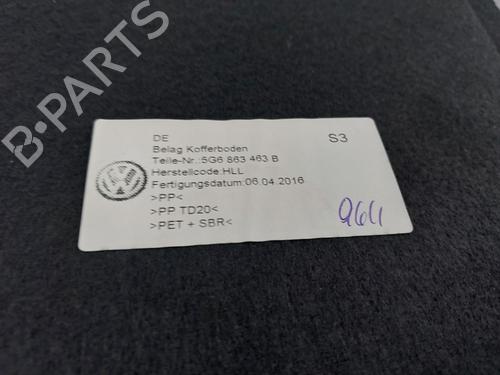 B-PARTS
DE
S3
Belag Kofferboden
Teile-Nr.:5G6 863 463 B
Herstellcode:HLL
Fertigungsdatum:06.04.2016
>PP<
>PP TD20<
>PET + SBR<